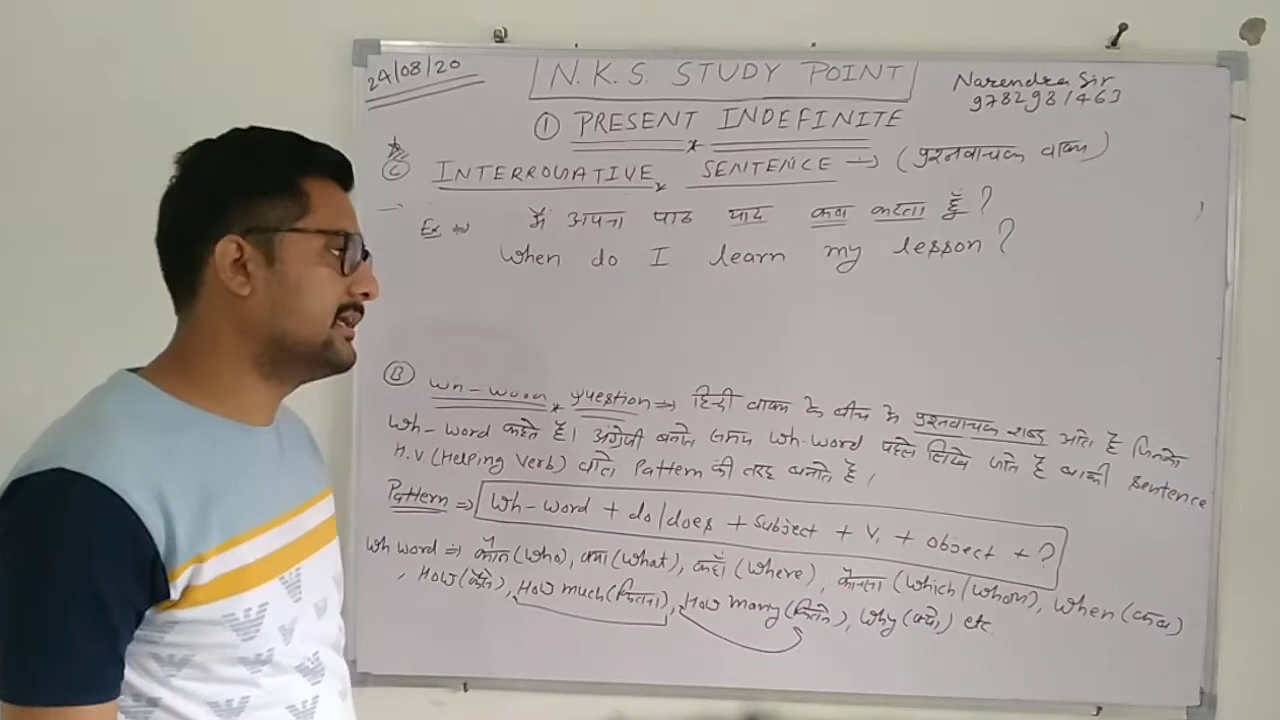 24/08/20
N.K.S. STUDY POINT
Narendra Sir
9782981463
① PRESENT INDEFINITE
Ⓒ INTERROGATIVE SENTENCE → (प्रश्नवाचक वाक्य)
Ex → मैं अपना पाठ याद कब करता हूँ?
When do I learn my lesson?
Ⓑ Wh-word question ⇒ हिन्दी वाक्य के बीच मे प्रश्नवाचक शब्द आते है जिनको
Wh-word कहते हैं। अंग्रेजी बनाते समय Wh-word पहले लिखे जाते है बाकी Sentence
H.V (Helping Verb) वाले Pattern की तरह बनाते है।
Pattern ⇒ Wh-word + do/does + Subject + V₁ + object + ?
Wh word ⇒ कौन (Who), क्या (What), कहाँ (Where), कौनसा (Which/Whom), When (कब)
, How (कैसे), How much (कितना), How many (कितने), Why (क्यो) etc.